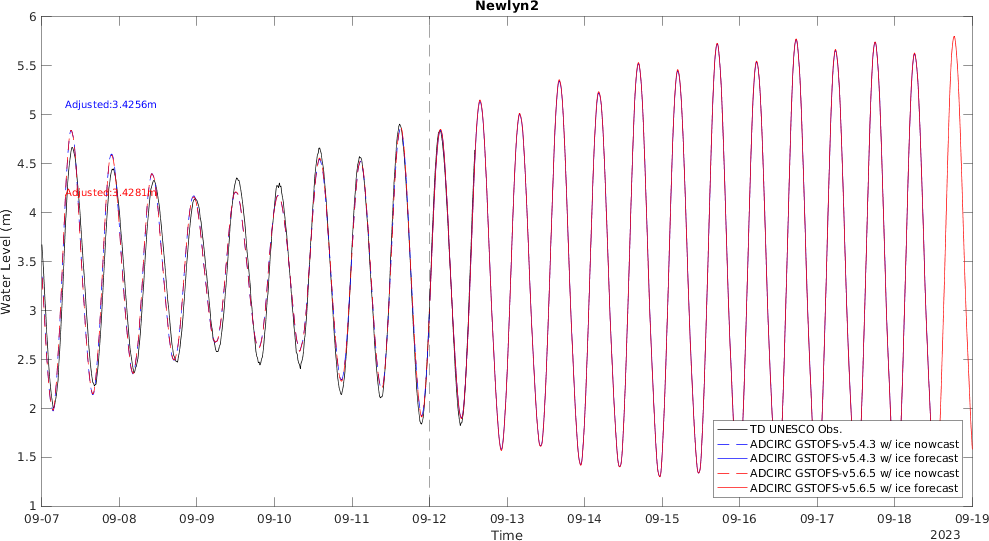 Newlyn2
Water Level (m)
6
5.5
5
4.5
4
3.5
3
2.5
2
1.5
1
Adjusted:3.4256m
Adjusted:3.4281m
TD UNESCO Obs.
ADCIRC GSTOFS-v5.4.3 w/ ice nowcast
ADCIRC GSTOFS-v5.4.3 w/ ice forecast
ADCIRC GSTOFS-v5.6.5 w/ ice nowcast
ADCIRC GSTOFS-v5.6.5 w/ ice forecast
09-07 09-08 09-09 09-10 09-11 09-12 09-13 09-14 09-15 09-16 09-17 09-18 09-19
Time
2023